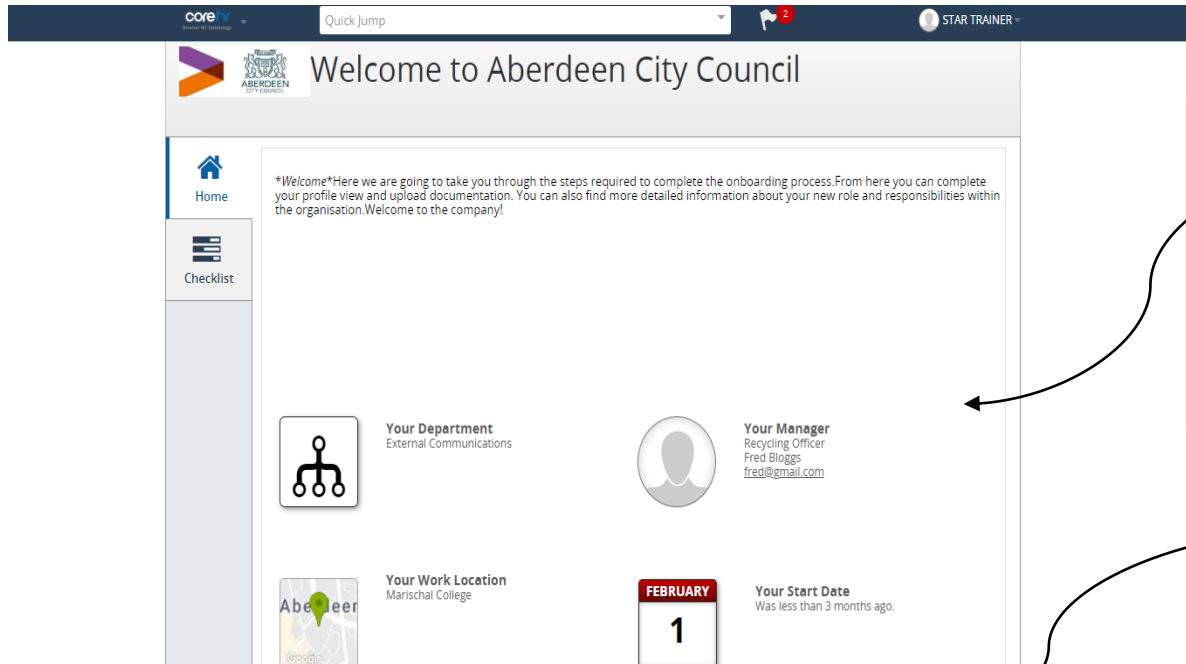 corehr
Quick Jump
2
STAR TRAINER
ABERDEEN
CITY COUNCIL
Welcome to Aberdeen City Council
Home
Checklist
*Welcome*Here we are going to take you through the steps required to complete the onboarding process.From here you can complete
your profile view and upload documentation. You can also find more detailed information about your new role and responsibilities within
the organisation.Welcome to the company!
Your Department
External Communications
Your Manager
Recycling Officer
Fred Bloggs
fred@gmail.com
Your Work Location
Marischal College
FEBRUARY
1
Your Start Date
Was less than 3 months ago.
Google